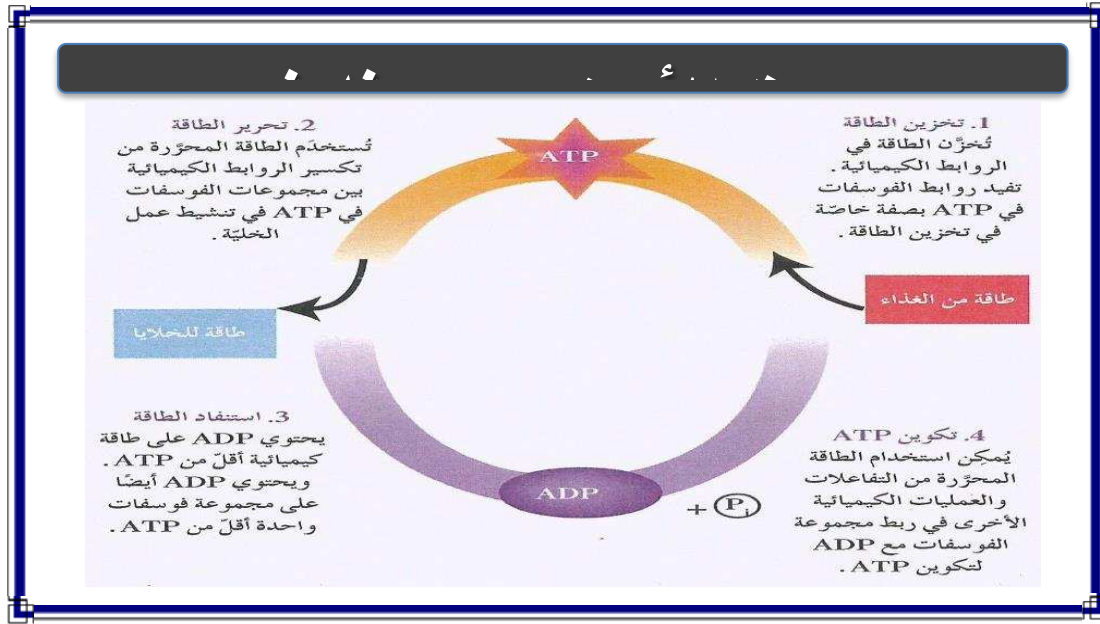 1. تخزين الطاقة
تُخزَّن الطاقة في
الروابط الكيميائية.
تفيد روابط الفوسفات
في ATP بصفة خاصّة
في تخزين الطاقة.
ATP
2. تحرير الطاقة
تُستخدَم الطاقة المحرَّرة من
تكسير الروابط الكيميائية
بين مجموعات الفوسفات
في ATP في تنشيط عمل
الخليّة.
طاقة من الغذاء
طاقة للخلايا
3. استنفاد الطاقة
يحتوي ADP على طاقة
كيميائية أقلّ من ATP.
ويحتوي ADP أيضًا
على مجموعة فوسفات
واحدة أقلّ من ATP.
4. تكوين ATP
يُمكِن استخدام الطاقة
المحرَّرة من التفاعلات
والعمليات الكيميائية
الأخرى في ربط مجموعة
الفوسفات مع ADP
لتكوين ATP.
ADP
+ Pi